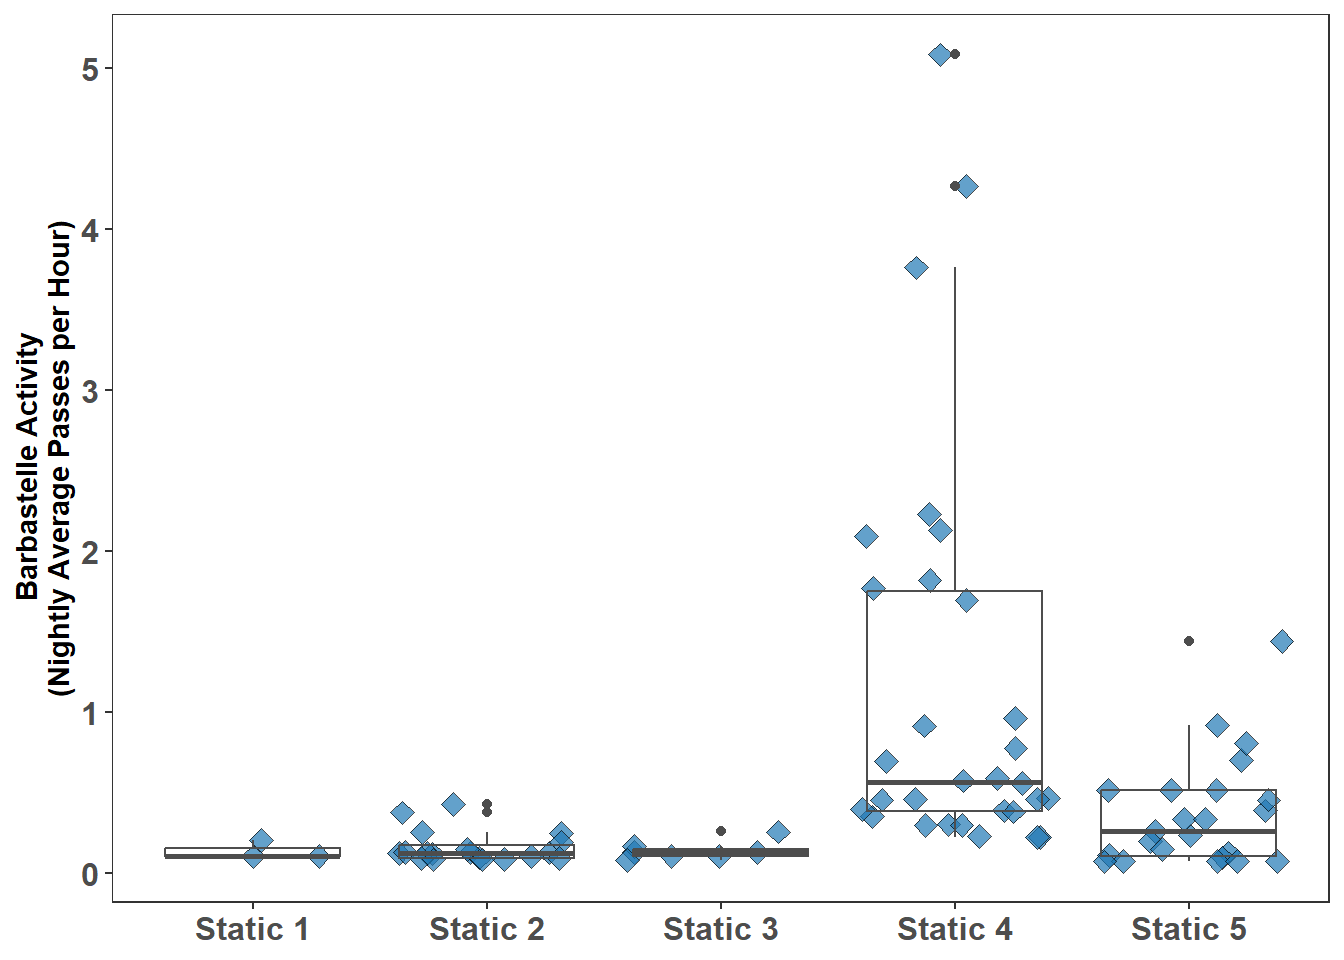 Barbastelle Activity
(Nightly Average Passes per Hour)
5
4
3
2
1
0
Static 1
Static 2
Static 3
Static 4
Static 5